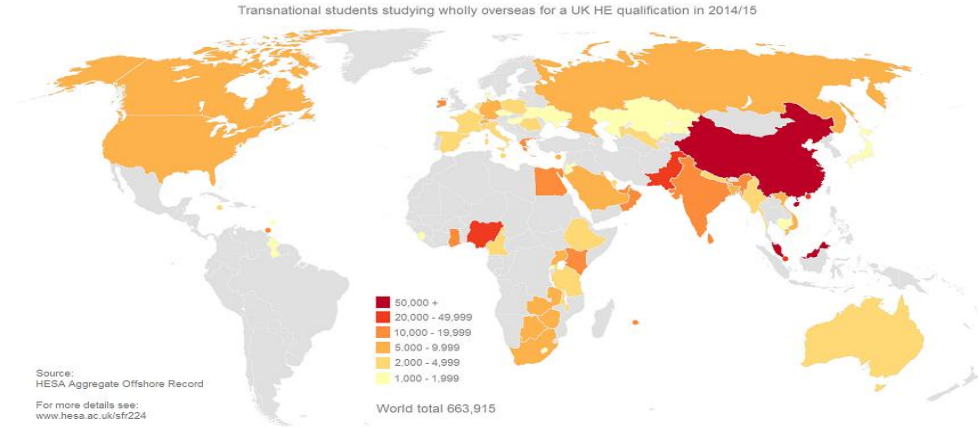 Transnational students studying wholly overseas for a UK HE qualification in 2014/15
50,000 +
20,000 - 49,999
10,000 - 19,999
5,000 - 9,999
2,000 - 4,999
1,000 - 1,999
Source:
HESA Aggregate Offshore Record
For more details see:
www.hesa.ac.uk/sfr224
World total 663,915